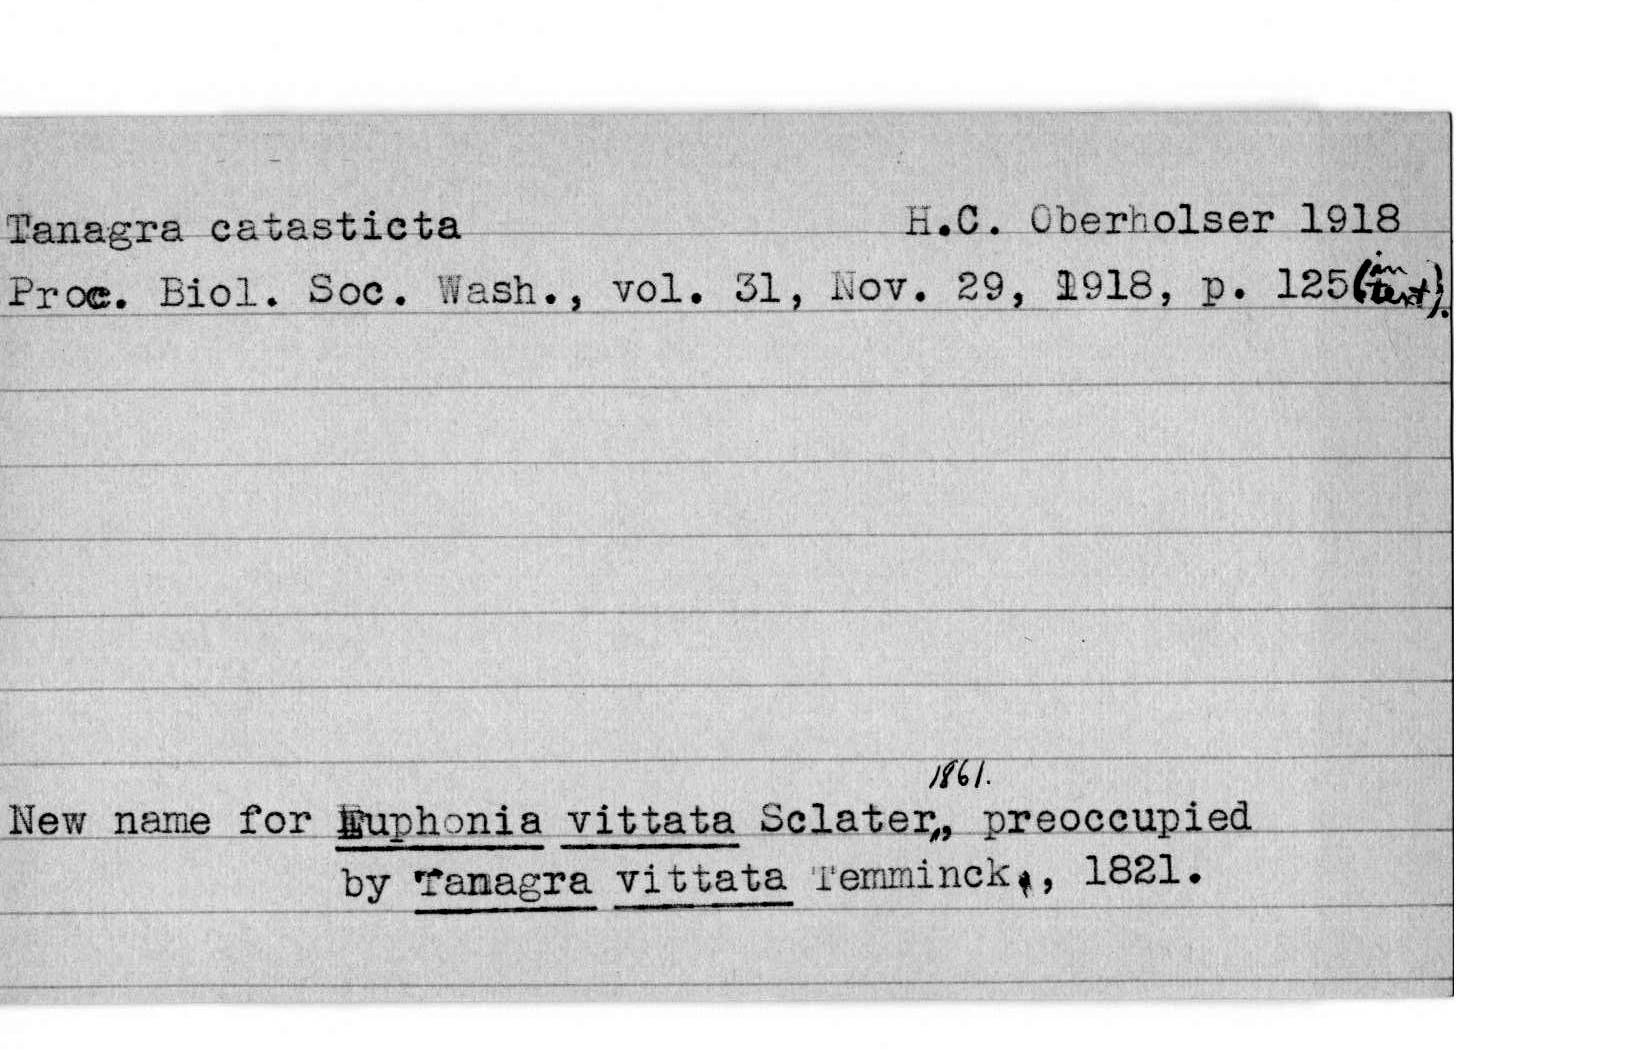 Tanagra catasticta H.C. Oberholser 1918
Proc. Biol. Soc. Wash., vol. 31, Nov. 29, 1918, p. 125 (in text).
1861.
New name for Euphonia vittata Sclater,, preoccupied
by Tanagra vittata Temminck,, 1821.